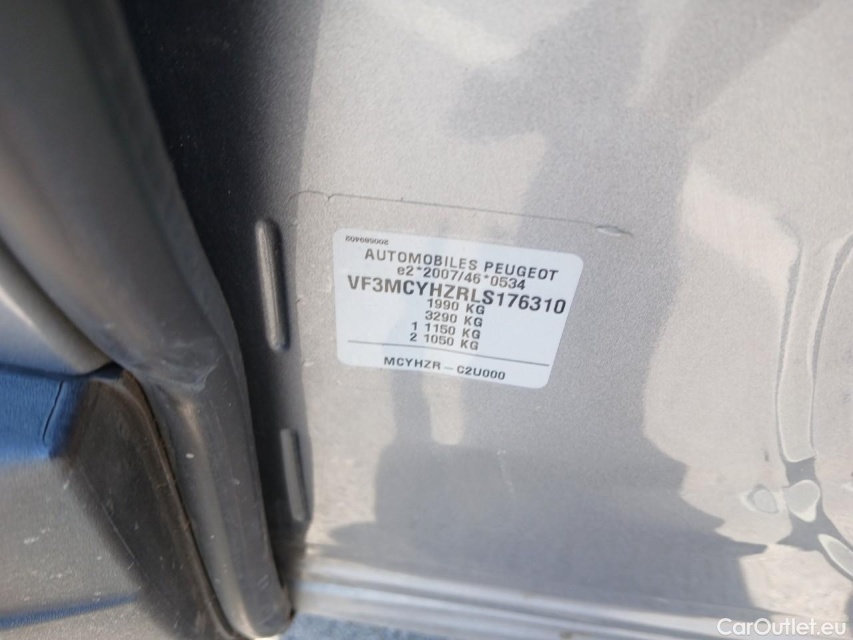 200589402
AUTOMOBILES PEUGEOT
e2*2007/46*0534
VF3MCYHZRLS176310
1990 KG
3290 KG
1 1150 KG
2 1050 KG
MCYHZR - C2U000
CarOutlet.eu